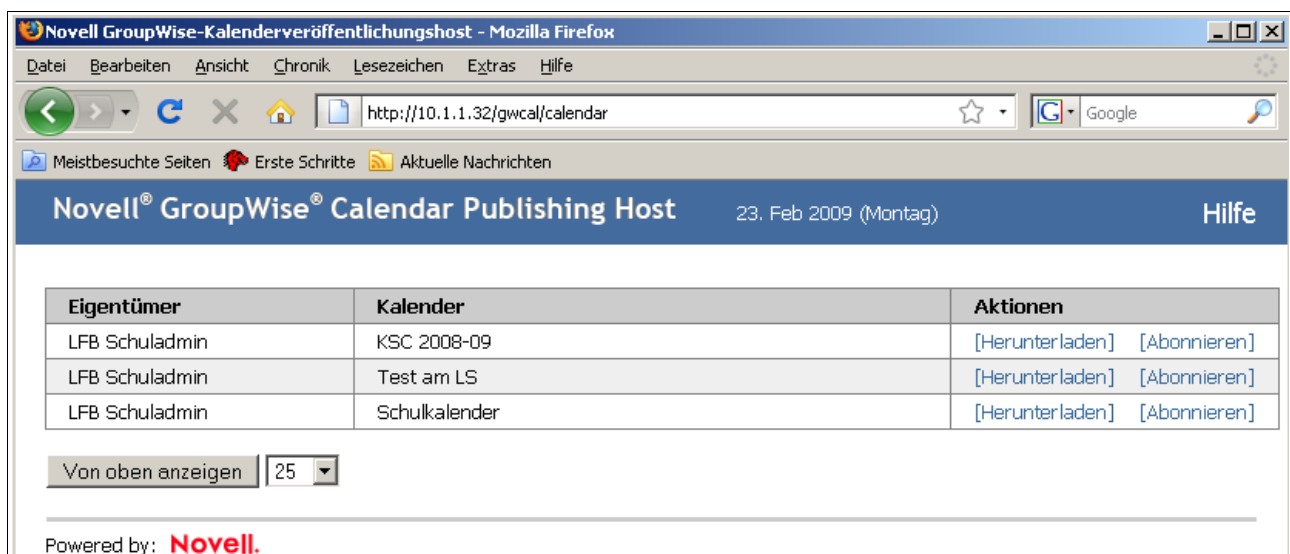 Novell GroupWise-Kalenderveröffentlichungshost - Mozilla Firefox
Datei Bearbeiten Ansicht Chronik Lesezeichen Extras Hilfe
http://10.1.1.32/gwcal/calendar G Google
Meistbesuchte Seiten Erste Schritte Aktuelle Nachrichten
Novell® GroupWise® Calendar Publishing Host 23. Feb 2009 (Montag) Hilfe
Eigentümer Kalender Aktionen
LFB Schuladmin KSC 2008-09 [Herunterladen] [Abonnieren]
LFB Schuladmin Test am LS [Herunterladen] [Abonnieren]
LFB Schuladmin Schulkalender [Herunterladen] [Abonnieren]
Von oben anzeigen 25
Powered by: Novell.